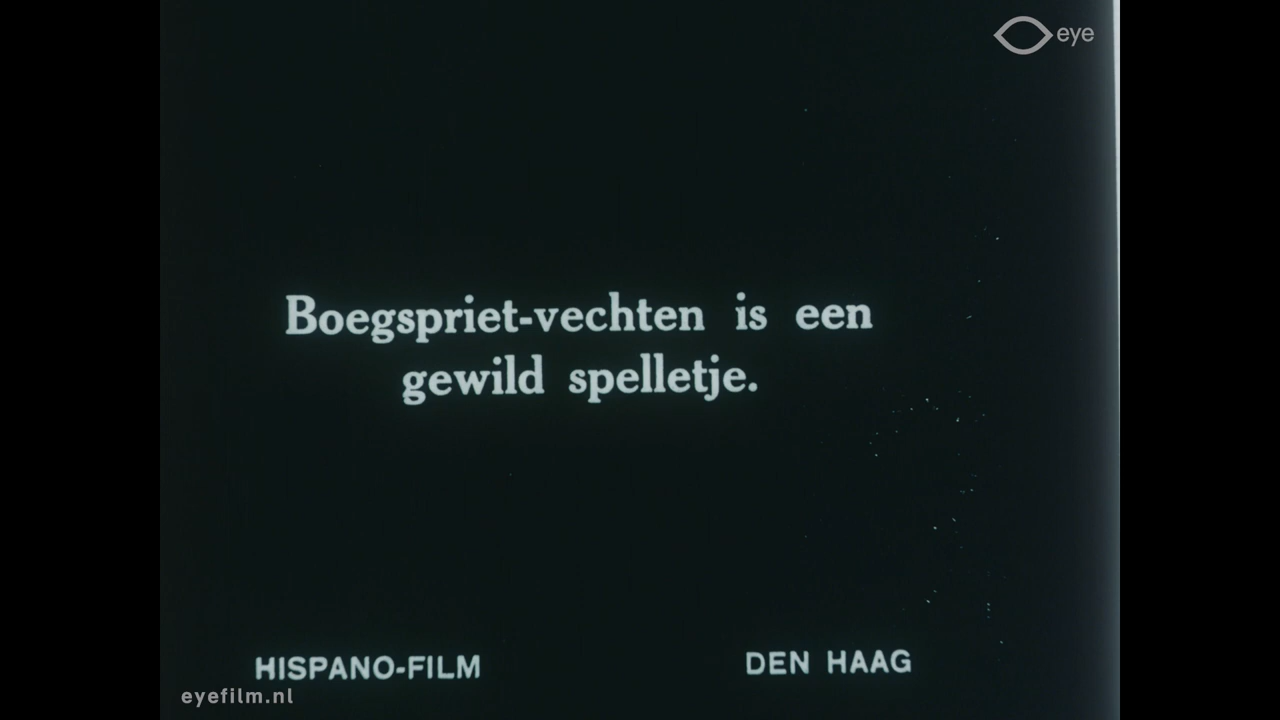 eye
Boegspriet-vechten is een
gewild spelletje.
HISPANO-FILM DEN HAAG
eyefilm.nl